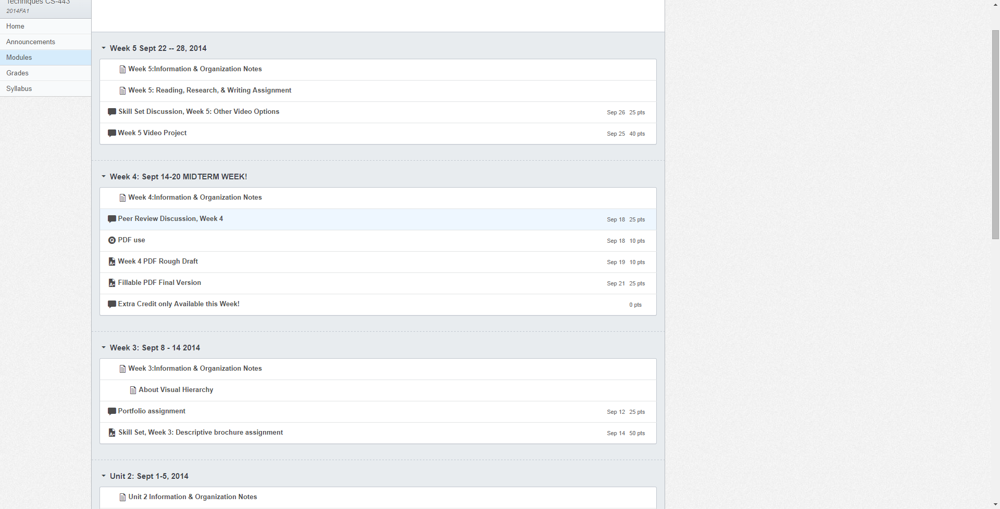 Techniques CS-443
2014FA1
Home
Announcements
Modules
Grades
Syllabus
Week 5 Sept 22 -- 28, 2014
Week 5:Information & Organization Notes
Week 5: Reading, Research, & Writing Assignment
Skill Set Discussion, Week 5: Other Video Options
Sep 26 25 pts
Week 5 Video Project
Sep 25 40 pts
Week 4: Sept 14-20 MIDTERM WEEK!
Week 4:Information & Organization Notes
Peer Review Discussion, Week 4
Sep 18 25 pts
PDF use
Sep 18 10 pts
Week 4 PDF Rough Draft
Sep 19 10 pts
Fillable PDF Final Version
Sep 21 25 pts
Extra Credit only Available this Week!
0 pts
Week 3: Sept 8 - 14 2014
Week 3:Information & Organization Notes
About Visual Hierarchy
Portfolio assignment
Sep 12 25 pts
Skill Set, Week 3: Descriptive brochure assignment
Sep 14 50 pts
Unit 2: Sept 1-5, 2014
Unit 2 Information & Organization Notes